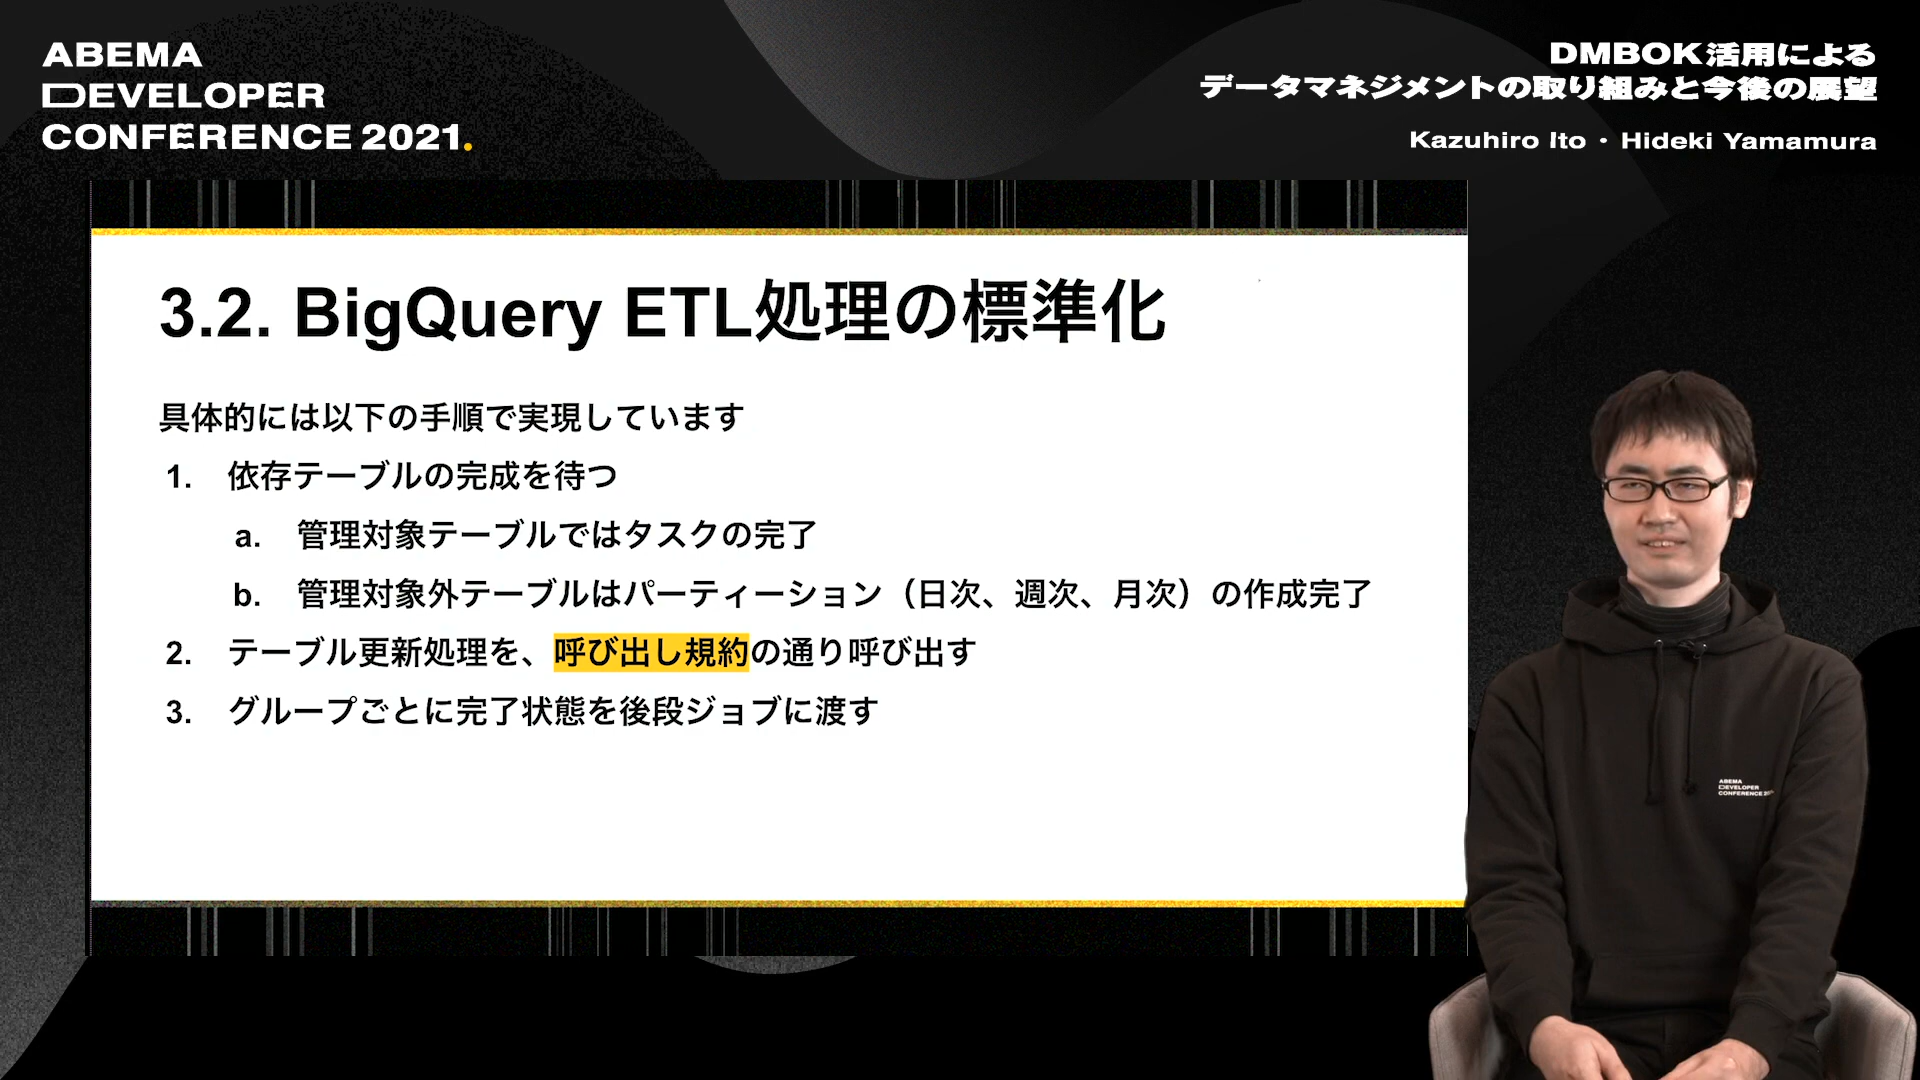 ABEMA
DEVELOPER
CONFERENCE 2021.
DMBOK活用による
データマネジメントの取り組みと今後の展望
Kazuhiro Ito・Hideki Yamamura
3.2. BigQuery ETL処理の標準化
具体的には以下の手順で実現しています
1. 依存テーブルの完成を待つ
a. 管理対象テーブルではタスクの完了
b. 管理対象外テーブルはパーティーション（日次、週次、月次）の作成完了
2. テーブル更新処理を、呼び出し規約の通り呼び出す
3. グループごとに完了状態を後段ジョブに渡す
ABEMA
DEVELOPER
CONFERENCE 2021.